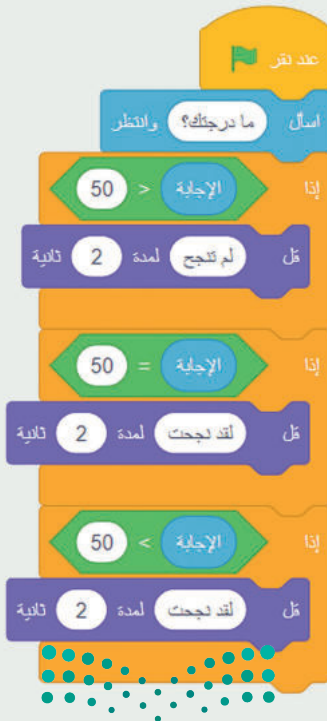 عند نقر
اسأل ما درجتك؟ وانتظر
إذا الإجابة < 50
قل لم تنجح لمدة 2 ثانية
إذا الإجابة = 50
قل لقد نجحت لمدة 2 ثانية
إذا الإجابة > 50
قل لقد نجحت لمدة 2 ثانية